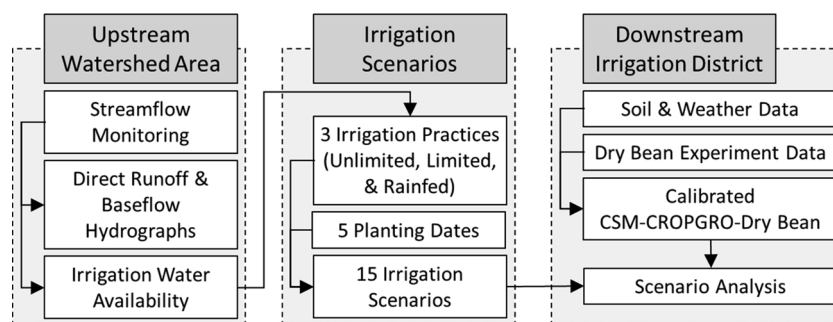 Upstream
Watershed Area
Streamflow
Monitoring
Direct Runoff &
Baseflow
Hydrographs
Irrigation Water
Availability
Irrigation
Scenarios
3 Irrigation Practices
(Unlimited, Limited,
& Rainfed)
5 Planting Dates
15 Irrigation
Scenarios
Downstream
Irrigation District
Soil & Weather Data
Dry Bean Experiment Data
Calibrated
CSM-CROPGRO-Dry Bean
Scenario Analysis